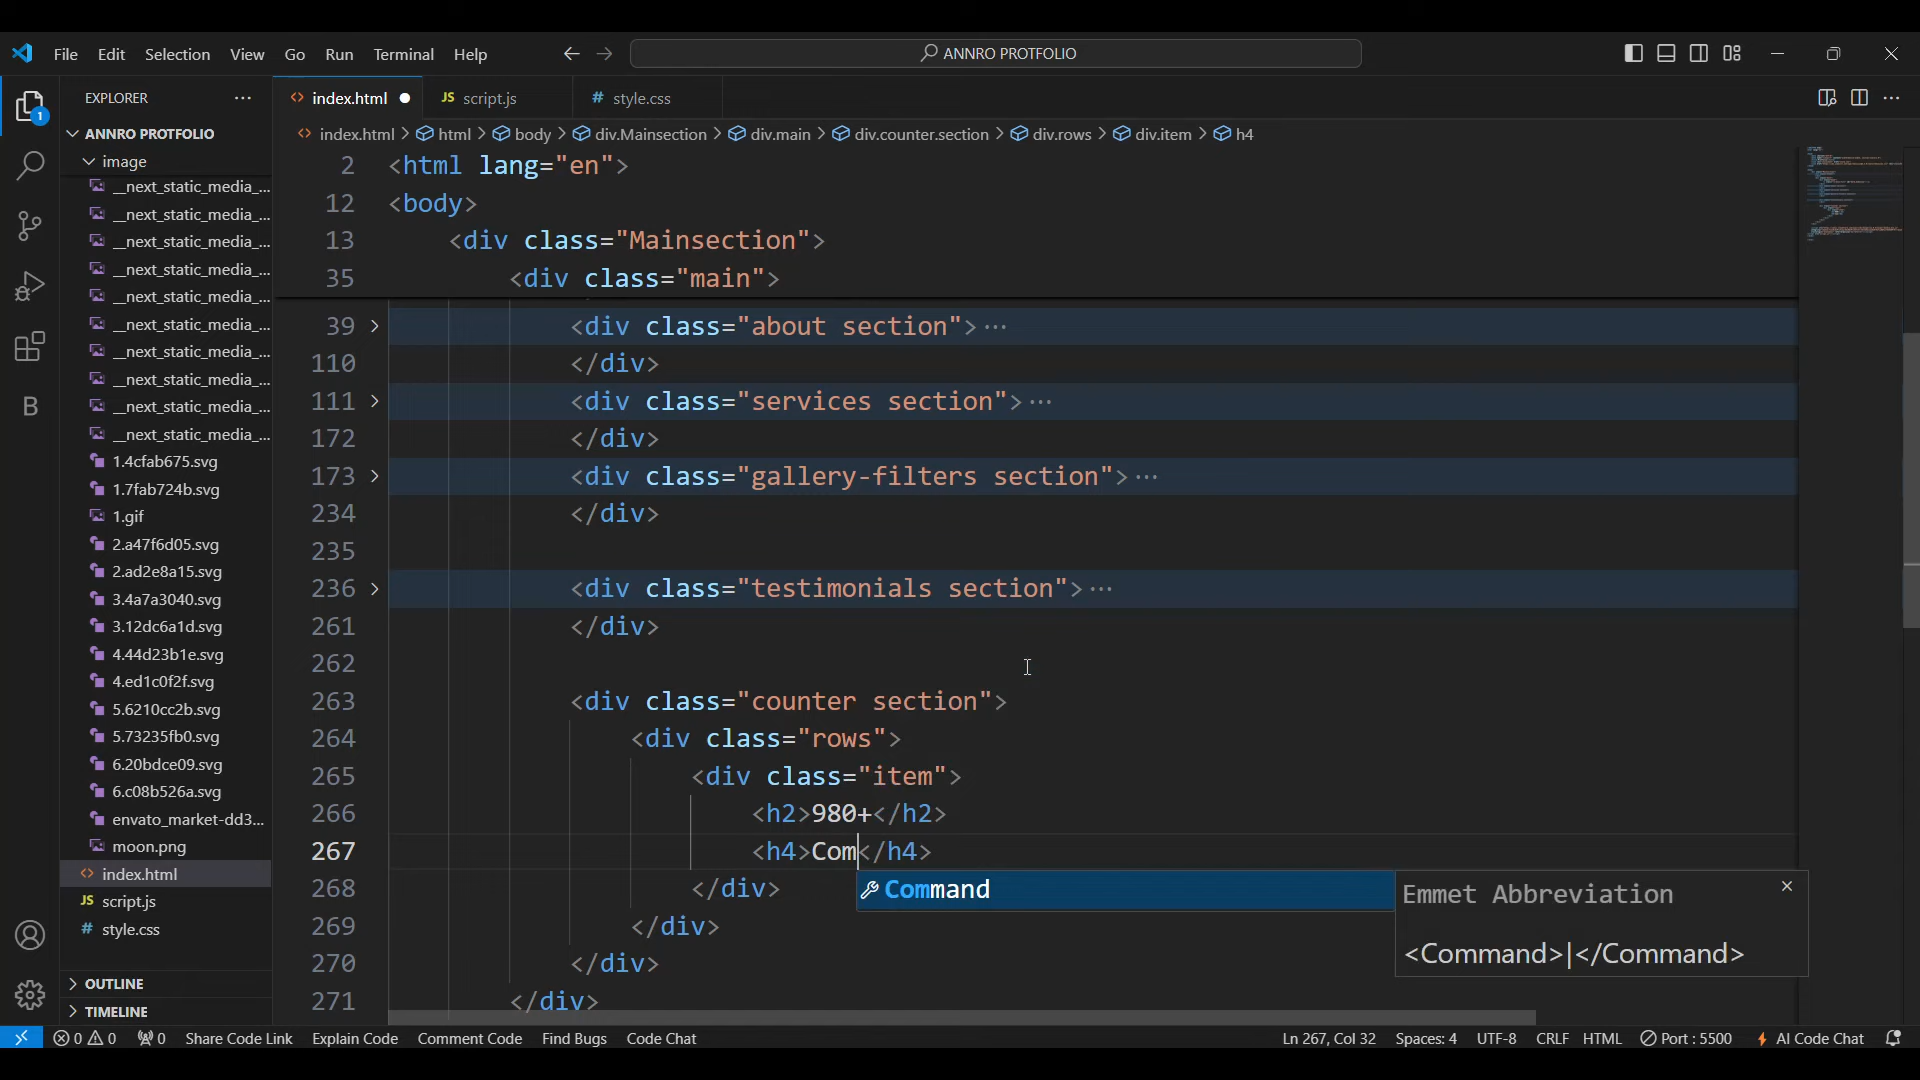 File Edit Selection View Go Run Terminal Help
ANNRO PROTFOLIO
EXPLORER
index.html
JS script.js
# style.css
ANNRO PROTFOLIO
image
__next_static_media_...
__next_static_media_...
__next_static_media_...
__next_static_media_...
__next_static_media_...
__next_static_media_...
__next_static_media_...
__next_static_media_...
__next_static_media_...
__next_static_media_...
1.4cfab675.svg
1.7fab724b.svg
1.gif
2.a47f6d05.svg
2.ad2e8a15.svg
3.4a7a3040.svg
3.12dc6a1d.svg
4.44d23b1e.svg
4.ed1c0f2f.svg
5.6210cc2b.svg
5.73235fb0.svg
6.20bdce09.svg
6.c08b526a.svg
envato_market-dd3...
moon.png
<> index.html
JS script.js
# style.css
OUTLINE
TIMELINE
1
B
<> index.html > html > body > div.Mainsection > div.main > div.counter.section > div.rows > div.item > h4
2 <html lang="en">
12 <body>
13 <div class="Mainsection">
35 <div class="main">
39 > <div class="about section">...
110 </div>
111 > <div class="services section">...
172 </div>
173 > <div class="gallery-filters section">...
234 </div>
235
236 > <div class="testimonials section">...
261 </div>
262
263 <div class="counter section">
264 <div class="rows">
265 <div class="item">
266 <h2>980+</h2>
267 <h4>Com</h4>
268 </div>
269 </div>
270 </div>
271 </div>
Command
Emmet Abbreviation
<Command>|</Command>
0 0 0 Share Code Link Explain Code Comment Code Find Bugs Code Chat
Ln 267, Col 32 Spaces: 4 UTF-8 CRLF HTML Port : 5500 AI Code Chat